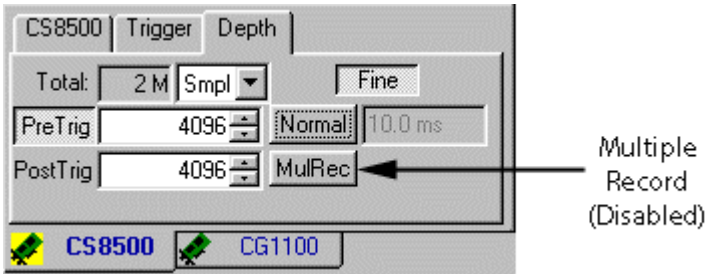 CS8500 Trigger Depth
Total: 2 M Smpl Fine
PreTrig 4096 Normal 10.0 ms
PostTrig 4096 MulRec
Multiple
Record
(Disabled)
CS8500 CG1100